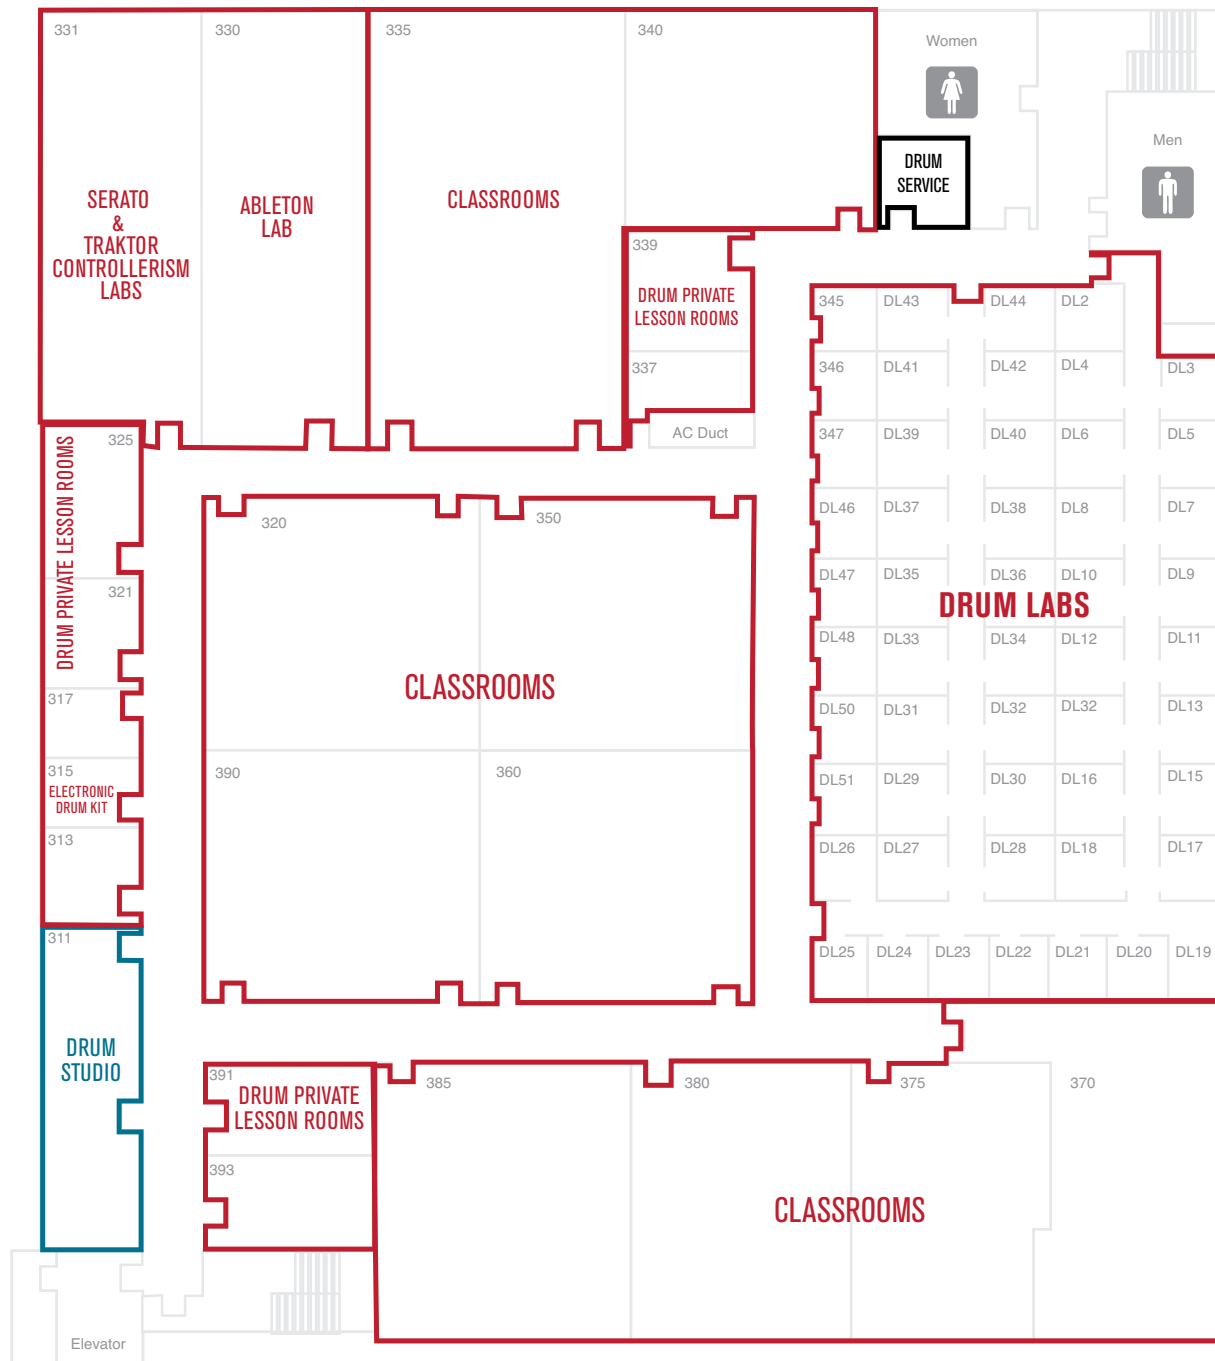 331
330
335
340
Women
Men
DRUM
SERVICE
SERATO
&
TRAKTOR
CONTROLLERISM
LABS
ABLETON
LAB
CLASSROOMS
339
DRUM PRIVATE
LESSON ROOMS
337
AC Duct
345 DL43 DL44 DL2
346 DL41 DL42 DL4 DL3
347 DL39 DL40 DL6 DL5
DL46 DL37 DL38 DL8 DL7
DL47 DL35 DL36 DL10 DL9
DRUM LABS
DL48 DL33 DL34 DL12 DL11
DL50 DL31 DL32 DL32 DL13
DL51 DL29 DL30 DL16 DL15
DL26 DL27 DL28 DL18 DL17
DL25 DL24 DL23 DL22 DL21 DL20 DL19
325
DRUM PRIVATE LESSON ROOMS
321
317
315
ELECTRONIC
DRUM KIT
313
311
DRUM
STUDIO
320
350
CLASSROOMS
390
360
391
DRUM PRIVATE
LESSON ROOMS
393
385
380
375
370
CLASSROOMS
Elevator